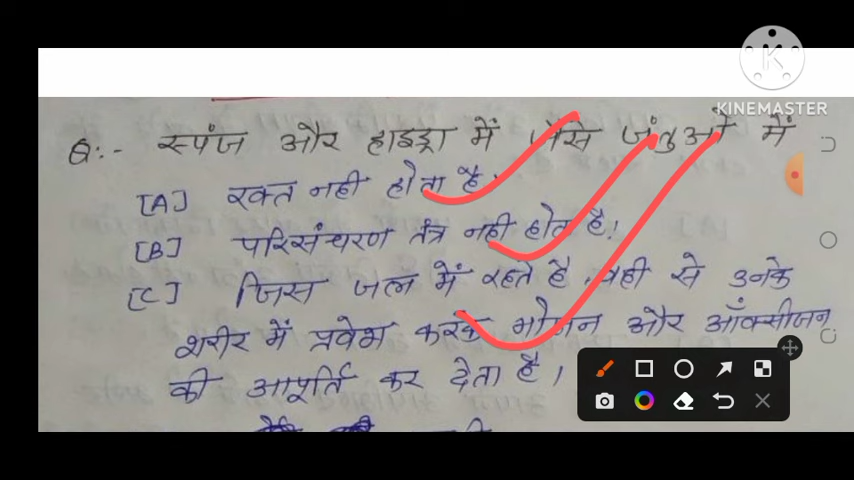 KINEMASTER
Q:- स्पंज और हाइड्रा में जैसे जंतुओं में
[A] रक्त नही होता है.
[B] परिसंचरण तंत्र नही होत है!
[C] जिस जल में रहते है वही से उनके
शरीर में प्रवेश करके भोजन और ऑक्सीजन
की आपूर्ति कर देता है।